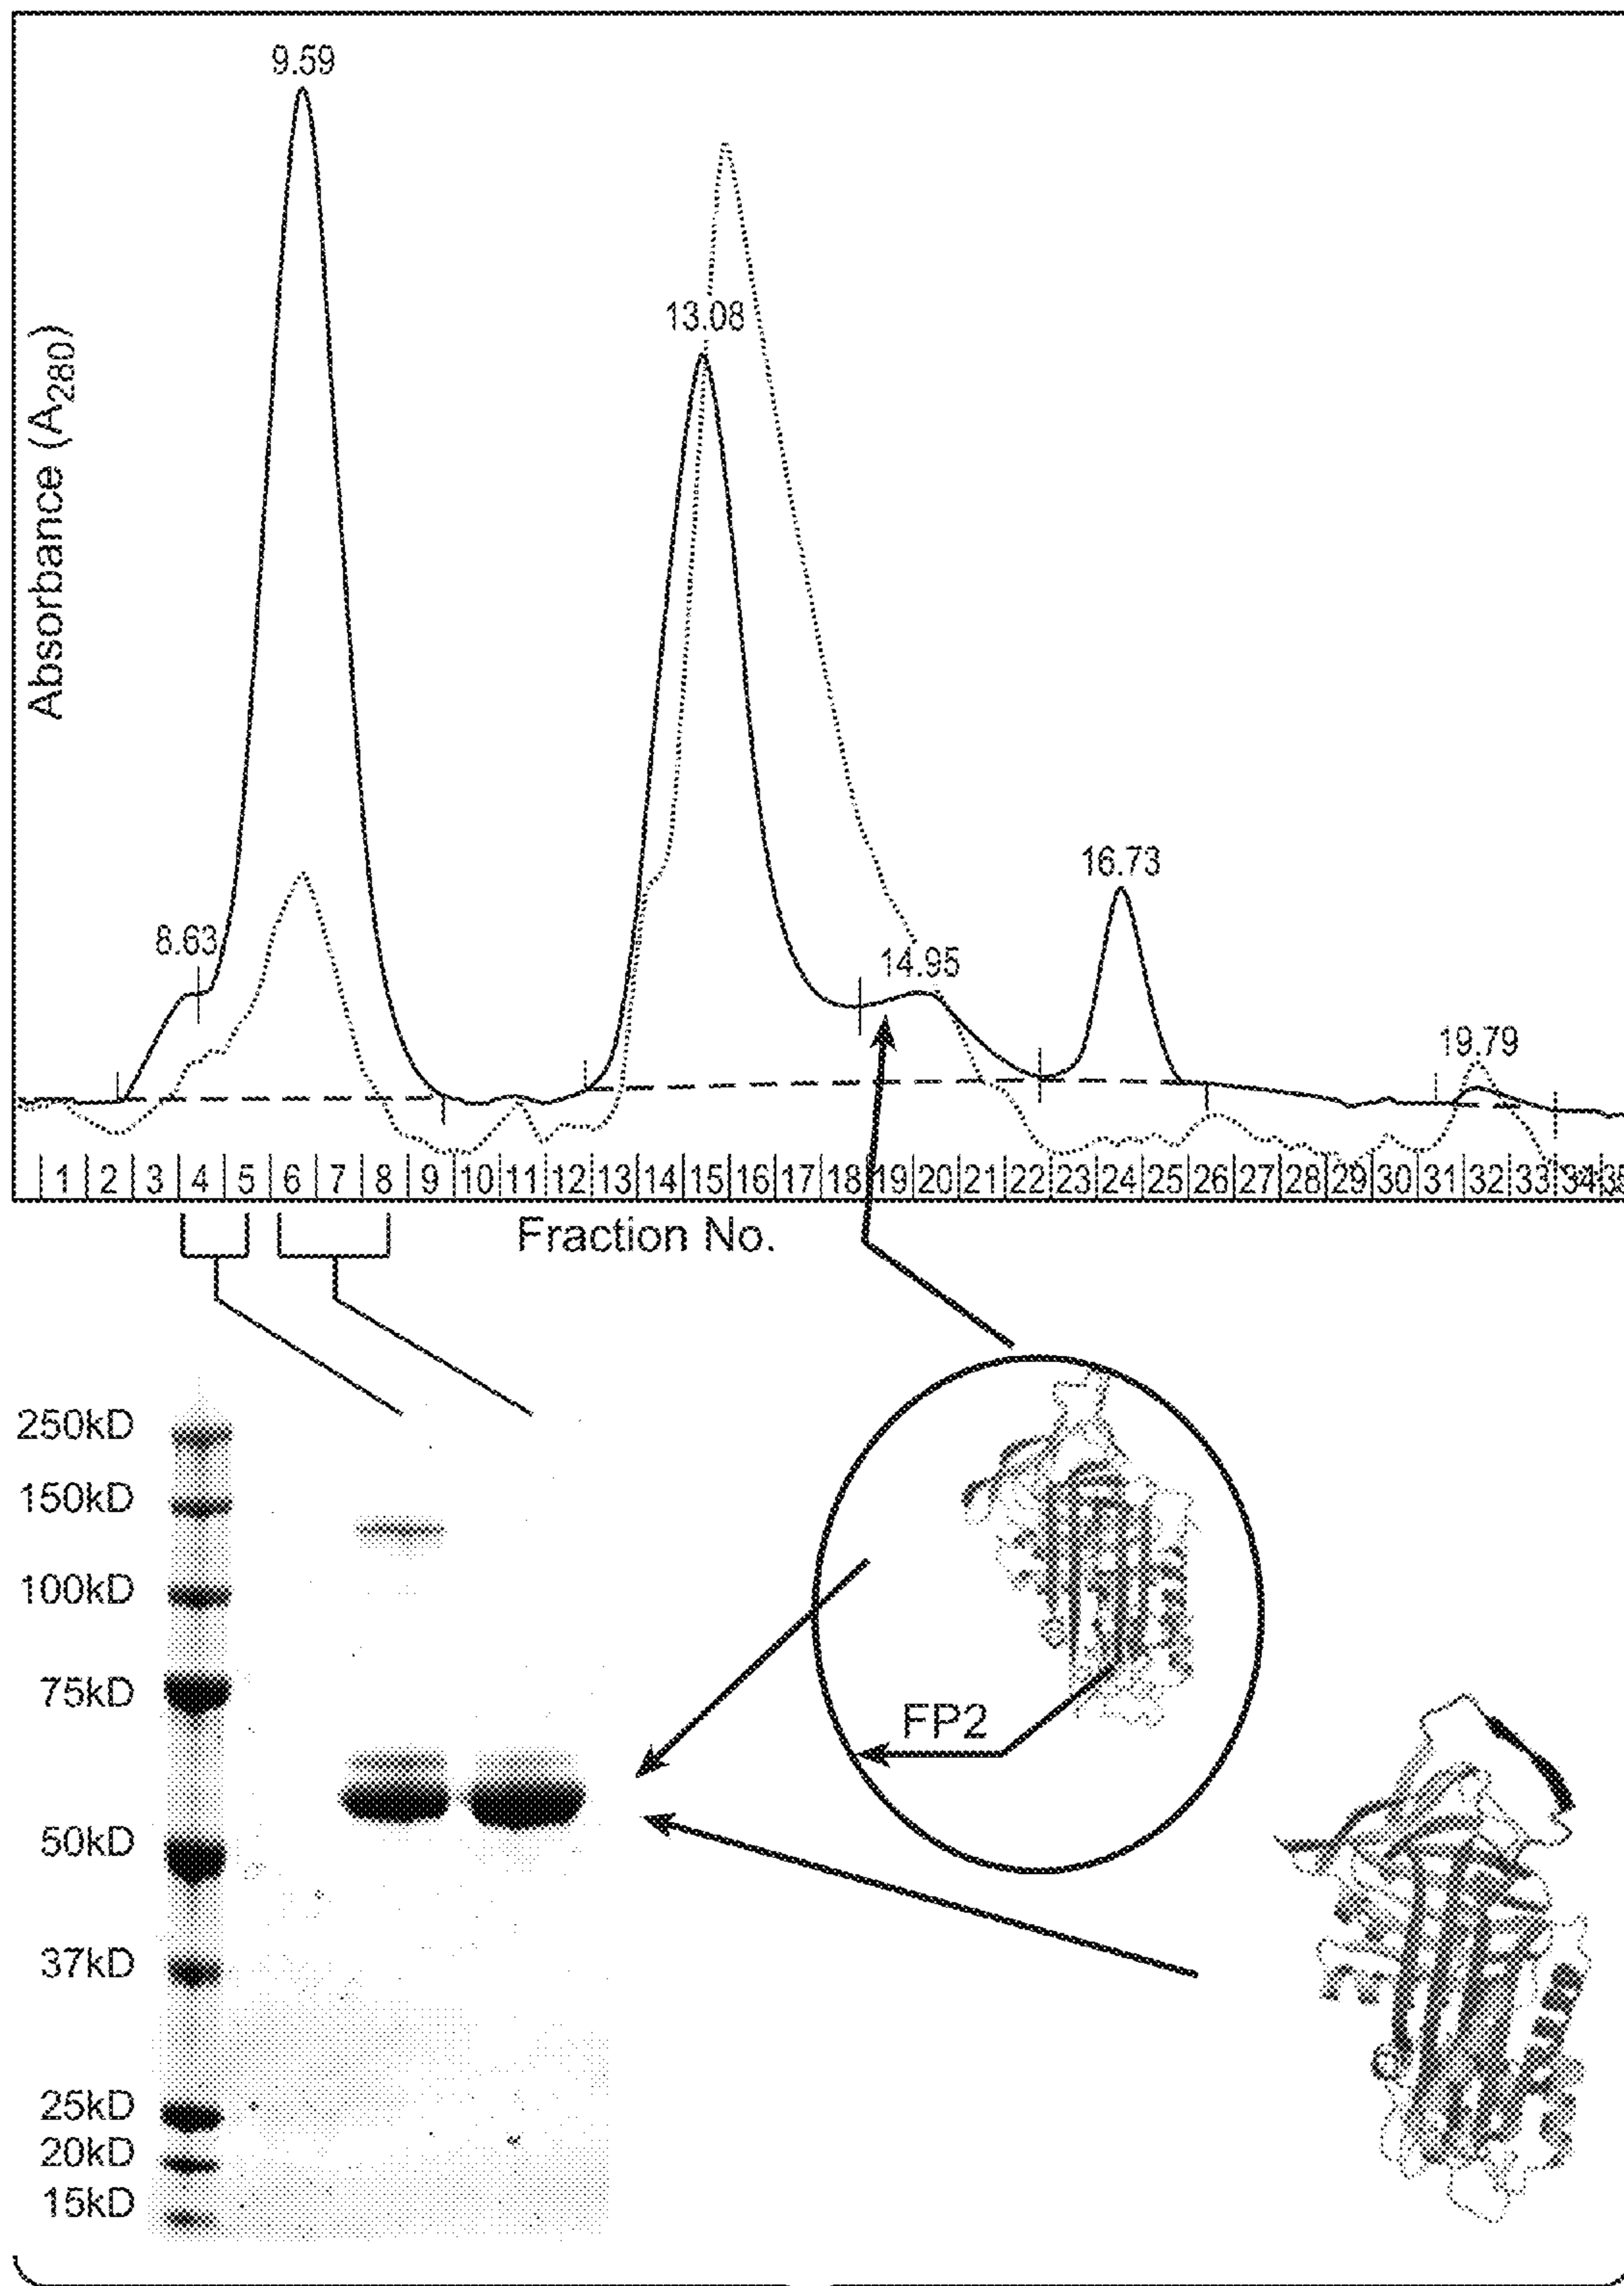 9.59
13.08
Absorbance (A280)
16.73
8.63
14.95
19.79
1 2 3 4 5 6 7 8 9 10 11 12 13 14 15 16 17 18 19 20 21 22 23 24 25 26 27 28 29 30 31 32 33 34 35
Fraction No.
250kD
150kD
100kD
75kD
FP2
50kD
37kD
25kD
20kD
15kD